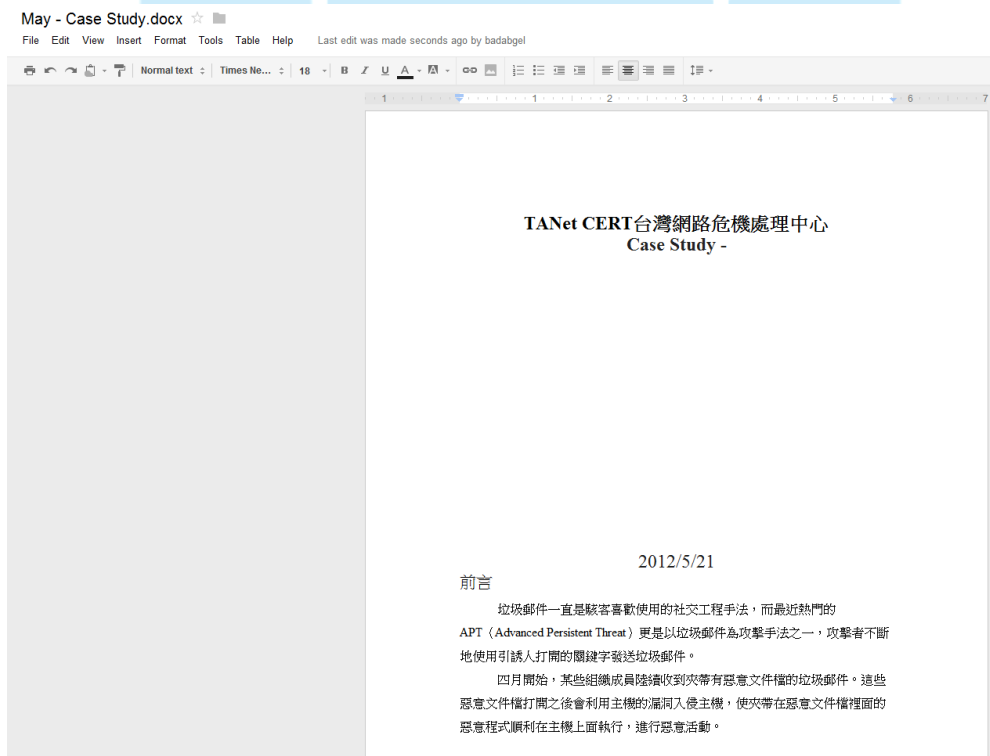 May - Case Study.docx
File Edit View Insert Format Tools Table Help Last edit was made seconds ago by badabgel
Normal text Times Ne... 18 B I U A A
1 1 2 3 4 5 6 7
TANet CERT台灣網路危機處理中心
Case Study -
2012/5/21
前言
垃圾郵件一直是駭客喜歡使用的社交工程手法，而最近熱門的
APT（Advanced Persistent Threat）更是以垃圾郵件為攻擊手法之一，攻擊者不斷
地使用引誘人打開的關鍵字發送垃圾郵件。
四月開始，某些組織成員陸續收到夾帶有惡意文件檔的垃圾郵件。這些
惡意文件檔打開之後會利用主機的漏洞入侵主機，使夾帶在惡意文件檔裡面的
惡意程式順利在主機上面執行，進行惡意活動。